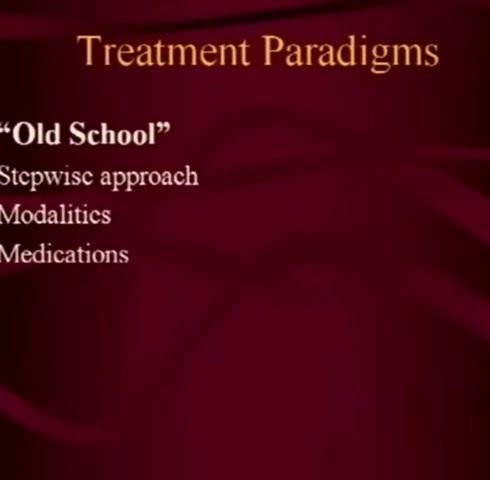 Treatment Paradigms
“Old School”
Stepwise approach
Modalities
Medications